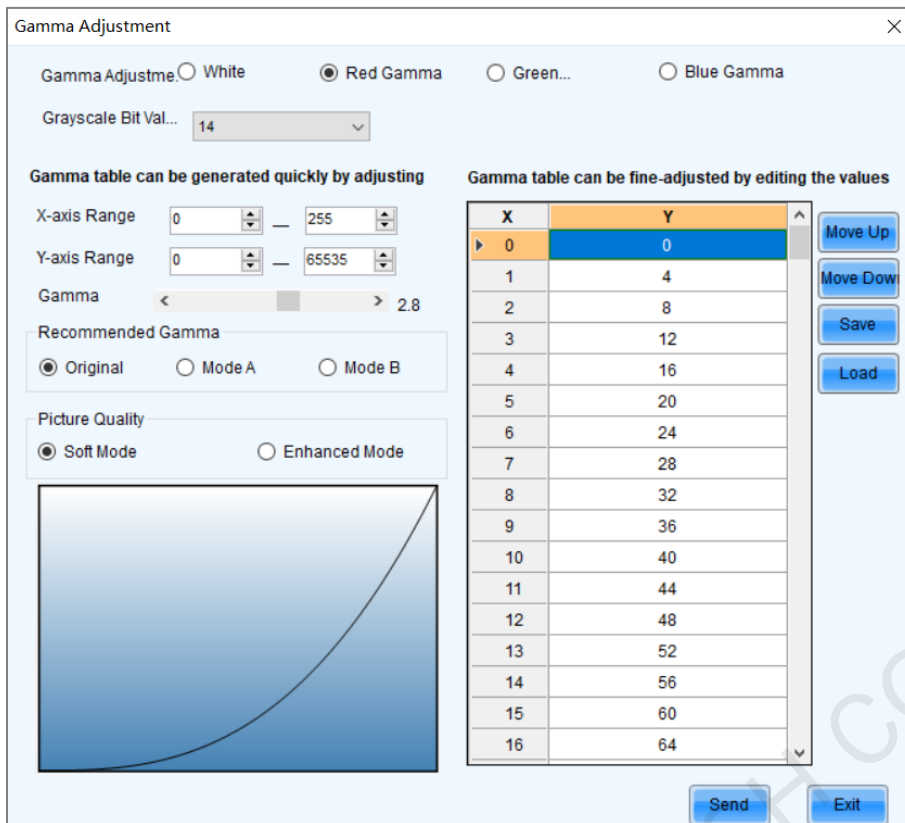 Gamma Adjustment
Gamma Adjustme. White Red Gamma Green... Blue Gamma
Grayscale Bit Val... 14
Gamma table can be generated quickly by adjusting
X-axis Range 0 — 255
Y-axis Range 0 — 65535
Gamma < > 2.8
Recommended Gamma
Original Mode A Mode B
Picture Quality
Soft Mode Enhanced Mode
Gamma table can be fine-adjusted by editing the values
X Y
0 0
1 4
2 8
3 12
4 16
5 20
6 24
7 28
8 32
9 36
10 40
11 44
12 48
13 52
14 56
15 60
16 64
Move Up
Move Dow
Save
Load
Send Exit